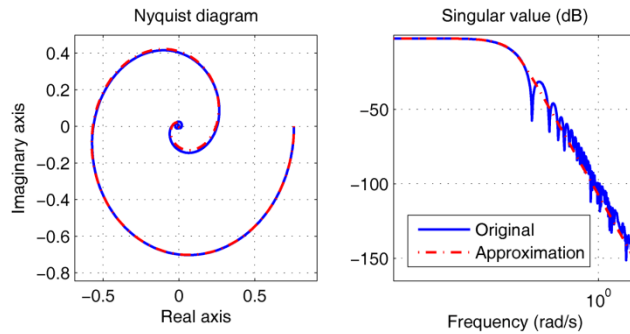 Nyquist diagram
0.4
0.2
0
−0.2
−0.4
−0.6
−0.8
Imaginary axis
−0.5
0
0.5
Real axis
Singular value (dB)
−50
−100
−150
Original
Approximation
10^0
Frequency (rad/s)